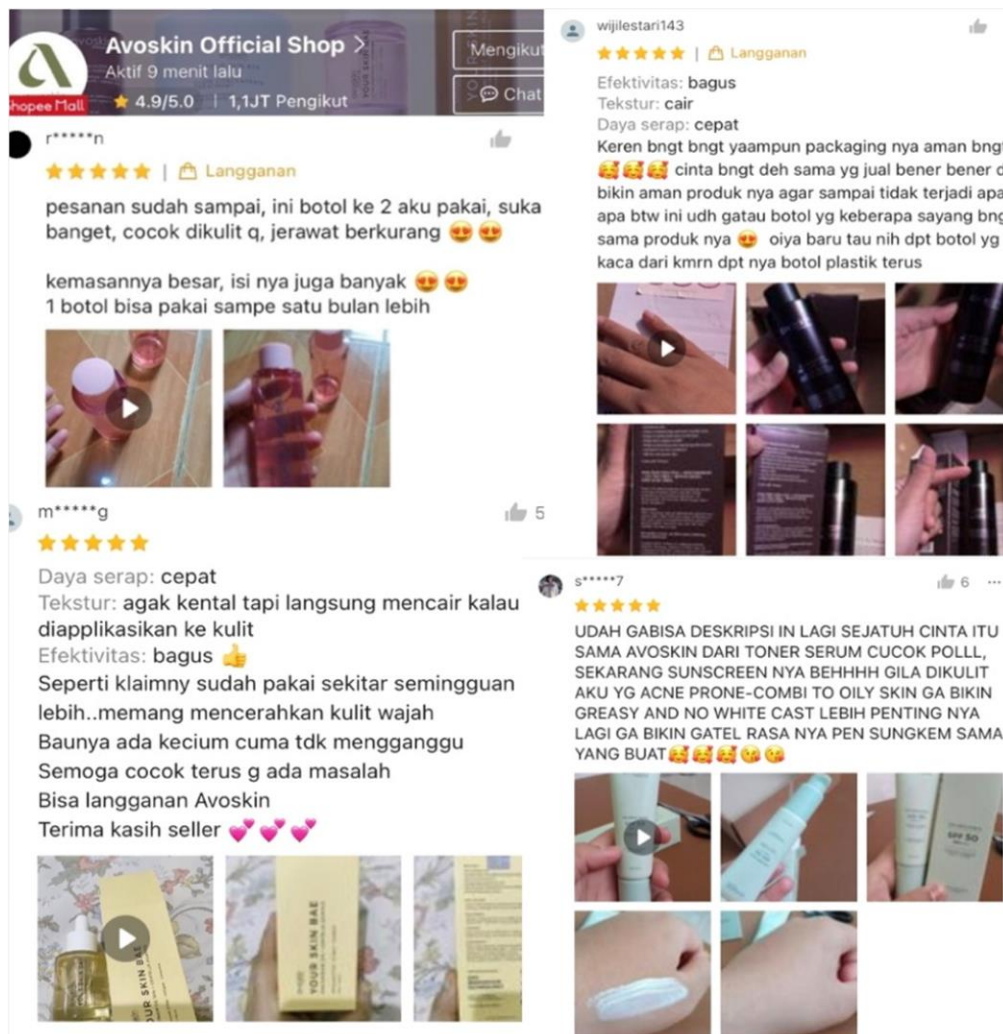 Avoskin Official Shop >
Aktif 9 menit lalu
4.9/5.0 | 1,1JT Pengikut
Mengikut
Chat
Shopee Mall
r*****n
Langganan
pesanan sudah sampai, ini botol ke 2 aku pakai, suka
banget, cocok dikulit q, jerawat berkurang 😍 😍
kemasannya besar, isi nya juga banyak 😍 😍
1 botol bisa pakai sampe satu bulan lebih
m*****g
5
Daya serap: cepat
Tekstur: agak kental tapi langsung mencair kalau
diapplikasikan ke kulit
Efektivitas: bagus 👍
Seperti klaimny sudah pakai sekitar semingguan
lebih..memang mencerahkan kulit wajah
Baunya ada kecium cuma tdk mengganggu
Semoga cocok terus g ada masalah
Bisa langganan Avoskin
Terima kasih seller 💕 💕 💕
YOUR SKIN BAE
YOUR SKIN BAE
wijilestari143
Langganan
Efektivitas: bagus
Tekstur: cair
Daya serap: cepat
Keren bngt bngt yaampun packaging nya aman bngt
🥰🥰🥰 cinta bngt deh sama yg jual bener bener d
bikin aman produk nya agar sampai tidak terjadi apa
apa btw ini udh gatau botol yg keberapa sayang bng
sama produk nya 😍 oiya baru tau nih dpt botol yg
kaca dari kmrn dpt nya botol plastik terus
s*****7
6 ...
UDAH GABISA DESKRIPSI IN LAGI SEJATUH CINTA ITU
SAMA AVOSKIN DARI TONER SERUM CUCOK POLLL,
SEKARANG SUNSCREEN NYA BEHHHH GILA DIKULIT
AKU YG ACNE PRONE-COMBI TO OILY SKIN GA BIKIN
GREASY AND NO WHITE CAST LEBIH PENTING NYA
LAGI GA BIKIN GATEL RASA NYA PEN SUNGKEM SAMA
YANG BUAT🥰🥰🥰😘😘
SPF 50